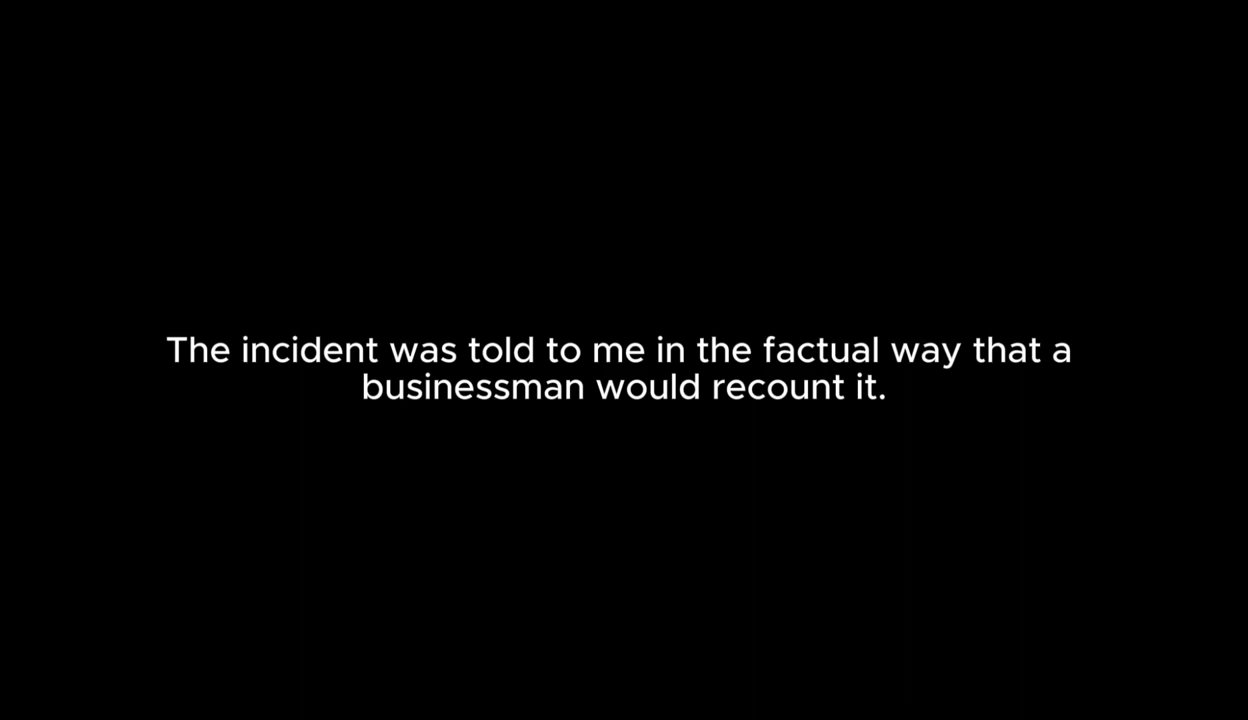 The incident was told to me in the factual way that a
businessman would recount it.